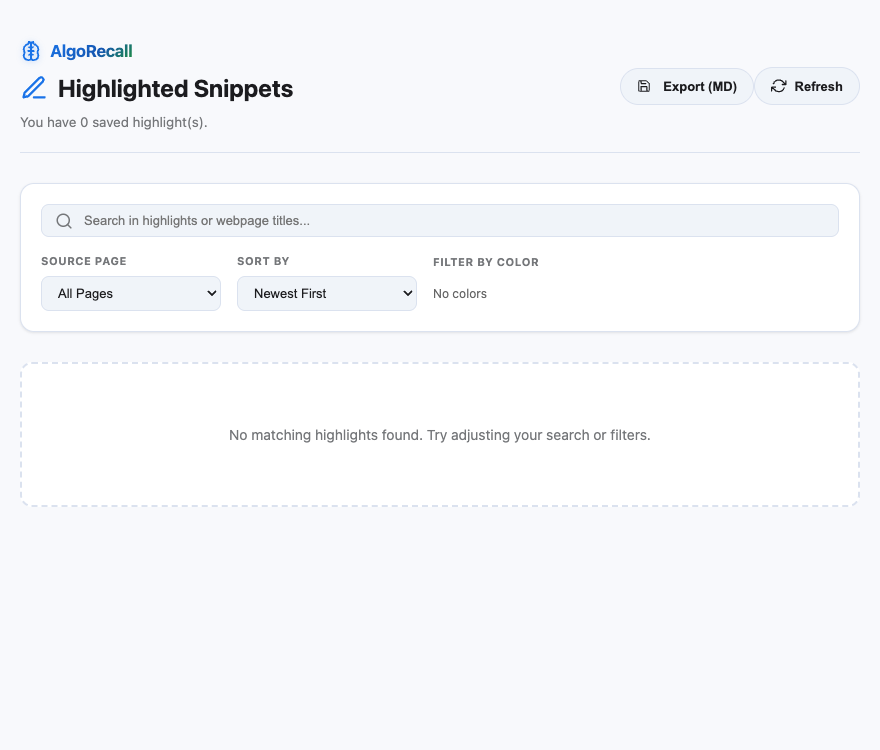 AlgoRecall
Highlighted Snippets
Export (MD)
Refresh
You have 0 saved highlight(s).
Search in highlights or webpage titles...
SOURCE PAGE
SORT BY
FILTER BY COLOR
All Pages
Newest First
No colors
No matching highlights found. Try adjusting your search or filters.